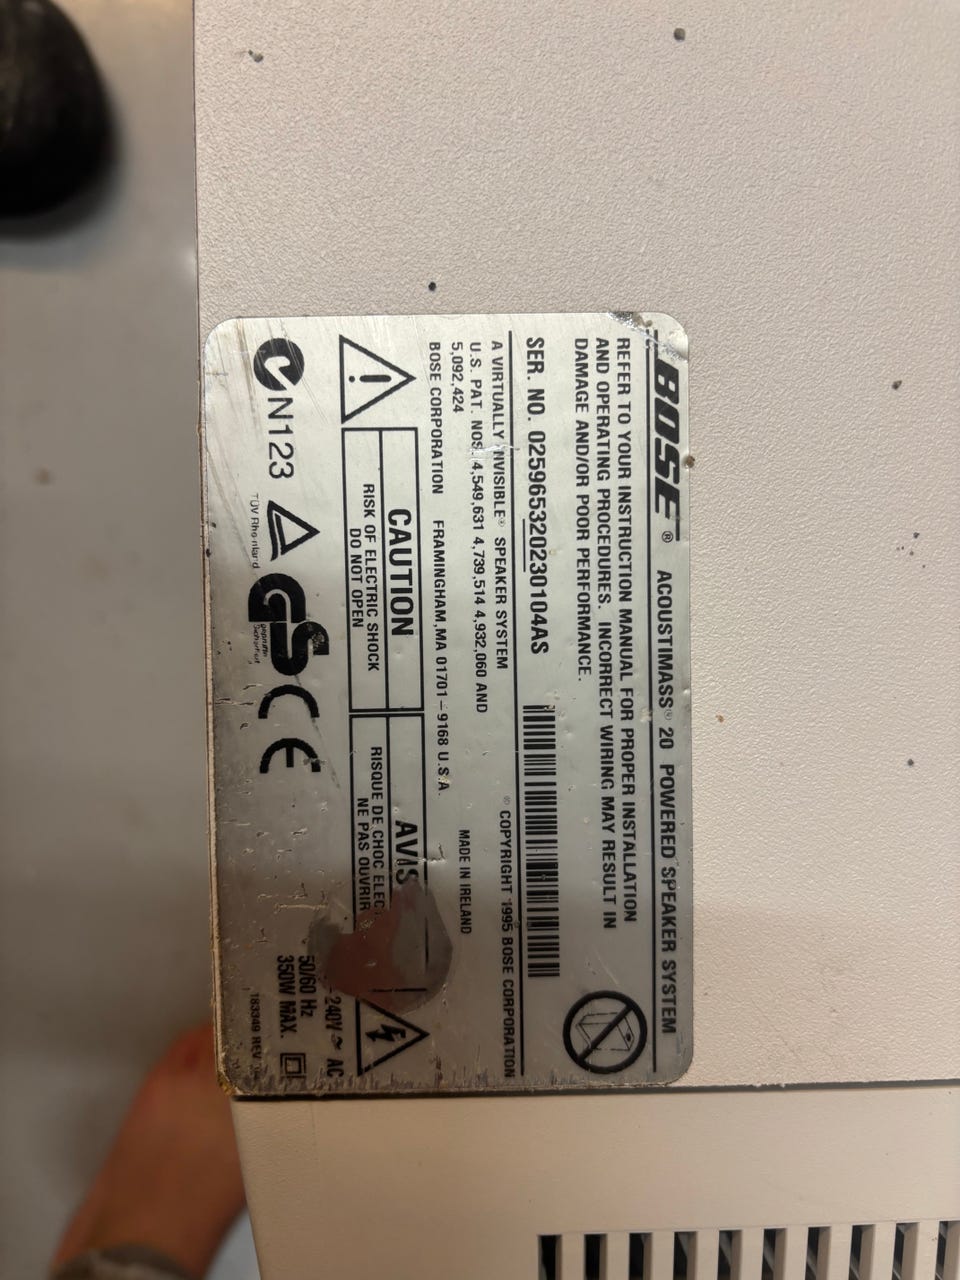 BOSE® ACOUSTIMASS® 20 POWERED SPEAKER SYSTEM
REFER TO YOUR INSTRUCTION MANUAL FOR PROPER INSTALLATION
AND OPERATING PROCEDURES. INCORRECT WIRING MAY RESULT IN
DAMAGE AND/OR POOR PERFORMANCE.
SER. NO. 025965320230104AS
A VIRTUALLY INVISIBLE® SPEAKER SYSTEM
© COPYRIGHT 1995 BOSE CORPORATION
U.S. PAT. NOS. 4,549,631 4,739,514 4,932,060 AND
5,092,424
MADE IN IRELAND
BOSE CORPORATION FRAMINGHAM, MA 01701-9168 U.S.A.
CAUTION
RISK OF ELECTRIC SHOCK
DO NOT OPEN
AVIS
RISQUE DE CHOC ELEC
NE PAS OUVRIR
N123
TÜV Rheinland
GS
geprüfte
Sicherheit
CE
240V ~ AC
50/60 Hz
350W MAX.
183349 REV